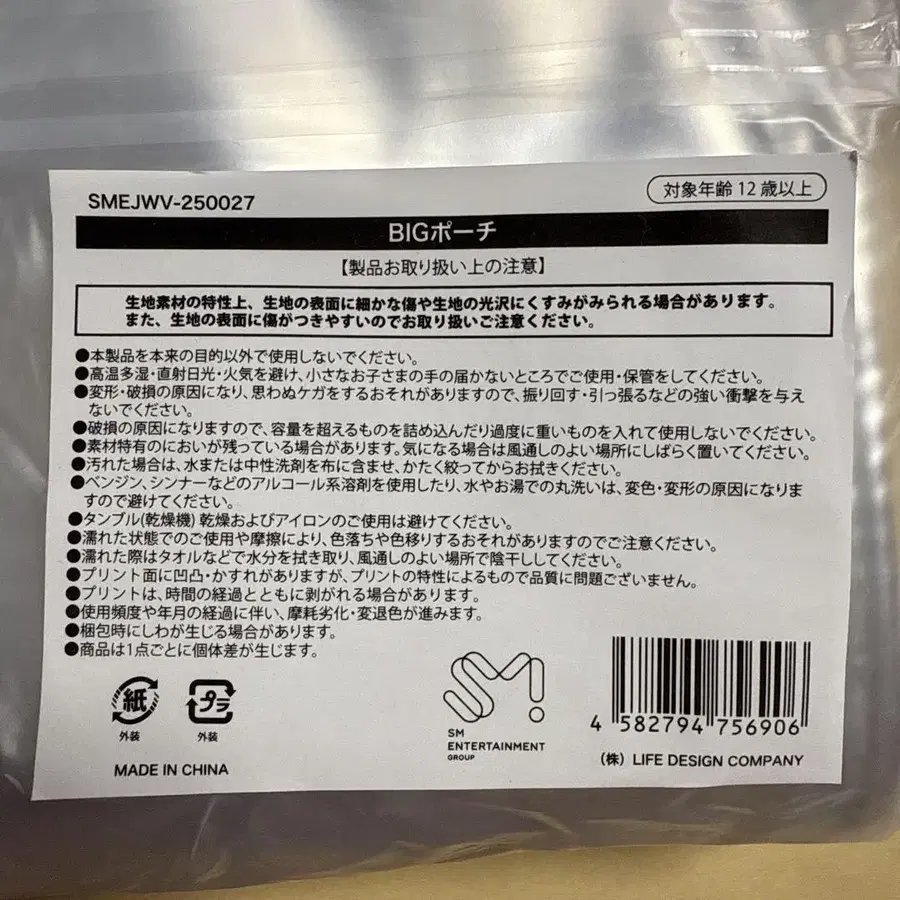 SMEJWV-250027
対象年齢12歳以上
BIGポーチ
【製品お取り扱い上の注意】
生地素材の特性上、生地の表面に細かな傷や生地の光沢にくすみがみられる場合があります。
また、生地の表面に傷がつきやすいのでお取り扱いご注意ください。
●本製品を本来の目的以外で使用しないでください。
●高温多湿・直射日光・火気を避け、小さなお子さまの手の届かないところでご使用・保管をしてください。
●変形・破損の原因になり、思わぬケガをするおそれがありますので、振り回す・引っ張るなどの強い衝撃を与え
ないでください。
●破損の原因になりますので、容量を超えるものを詰め込んだり過度に重いものを入れて使用しないでください。
●素材特有のにおいが残っている場合があります。気になる場合は風通しのよい場所にしばらく置いてください。
●汚れた場合は、水または中性洗剤を布に含ませ、かたく絞ってからお拭きください。
●ベンジン、シンナーなどのアルコール系溶剤を使用したり、水やお湯での丸洗いは、変色・変形の原因になりま
すので避けてください。
●タンブル(乾燥機)乾燥およびアイロンのご使用は避けてください。
●濡れた状態でのご使用や摩擦により、色落ちや色移りするおそれがありますのでご注意ください。
●濡れた際はタオルなどで水分を拭き取り、風通しのよい場所で陰干ししてください。
●プリント面に凹凸・かすれがありますが、プリントの特性によるもので品質に問題ございません。
●プリントは、時間の経過とともに剥がれる場合があります。
●使用頻度や年月の経過に伴い、摩耗劣化・変退色が進みます。
●梱包時にしわが生じる場合があります。
●商品は1点ごとに個体差が生じます。
紙
外装
プラ
外装
MADE IN CHINA
SM
SM
ENTERTAINMENT
GROUP
4 582794 756906
(株) LIFE DESIGN COMPANY